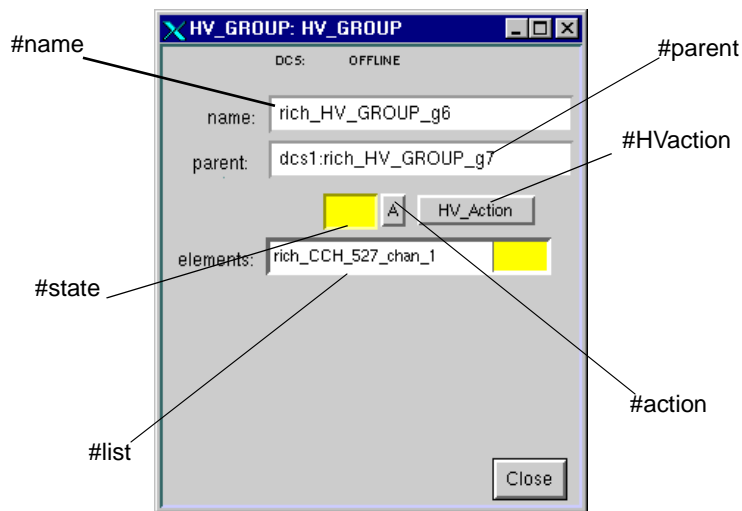 HV_GROUP: HV_GROUP
#name
#parent
DCS: OFFLINE
name: rich_HV_GROUP_g6
parent: dcs1:rich_HV_GROUP_g7
#HVaction
A HV_Action
elements: rich_CCH_527_chan_1
#state
#action
#list
Close